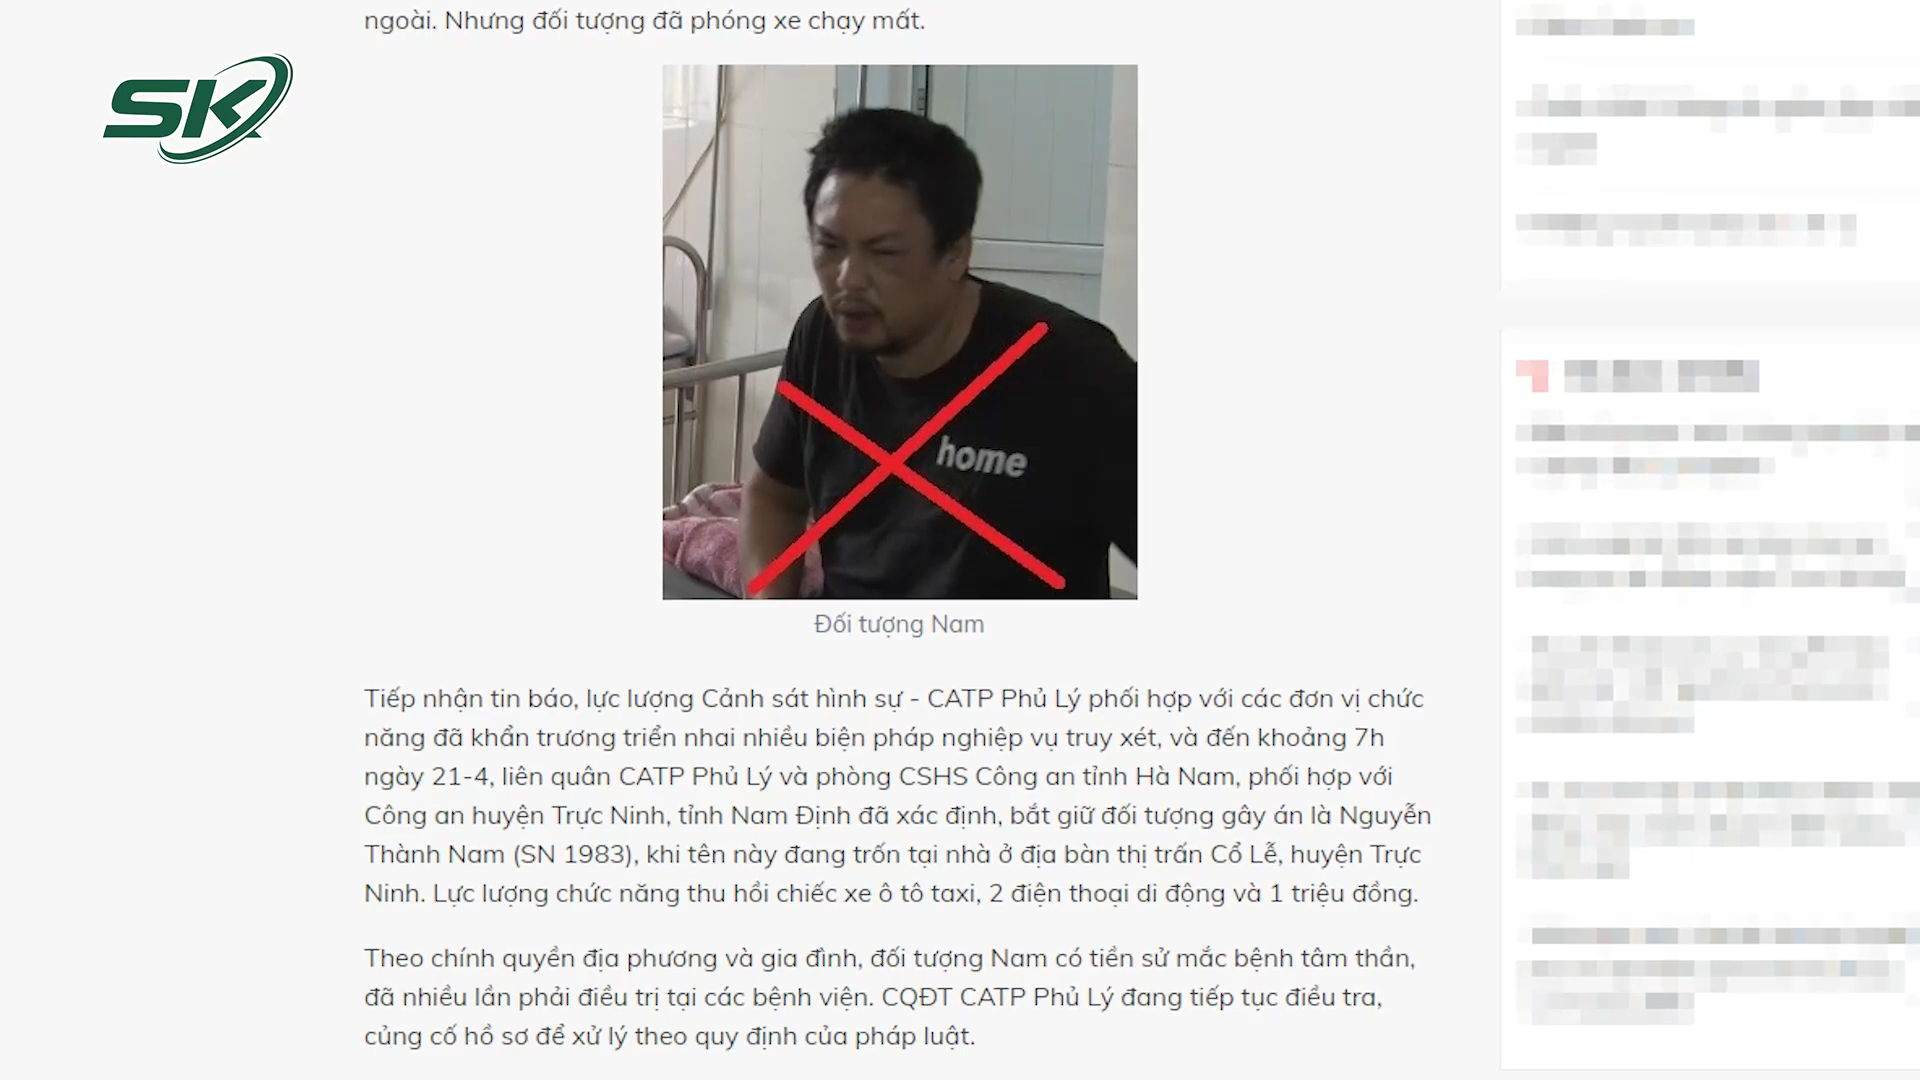 ngoài. Nhưng đối tượng đã phóng xe chạy mất.
SK
home
Đối tượng Nam
Tiếp nhận tin báo, lực lượng Cảnh sát hình sự - CATP Phủ Lý phối hợp với các đơn vị chức
năng đã khẩn trương triển nhai nhiều biện pháp nghiệp vụ truy xét, và đến khoảng 7h
ngày 21-4, liên quân CATP Phủ Lý và phòng CSHS Công an tỉnh Hà Nam, phối hợp với
Công an huyện Trực Ninh, tỉnh Nam Định đã xác định, bắt giữ đối tượng gây án là Nguyễn
Thành Nam (SN 1983), khi tên này đang trốn tại nhà ở địa bàn thị trấn Cổ Lễ, huyện Trực
Ninh. Lực lượng chức năng thu hồi chiếc xe ô tô taxi, 2 điện thoại di động và 1 triệu đồng.
Theo chính quyền địa phương và gia đình, đối tượng Nam có tiền sử mắc bệnh tâm thần,
đã nhiều lần phải điều trị tại các bệnh viện. CQĐT CATP Phủ Lý đang tiếp tục điều tra,
củng cố hồ sơ để xử lý theo quy định của pháp luật.